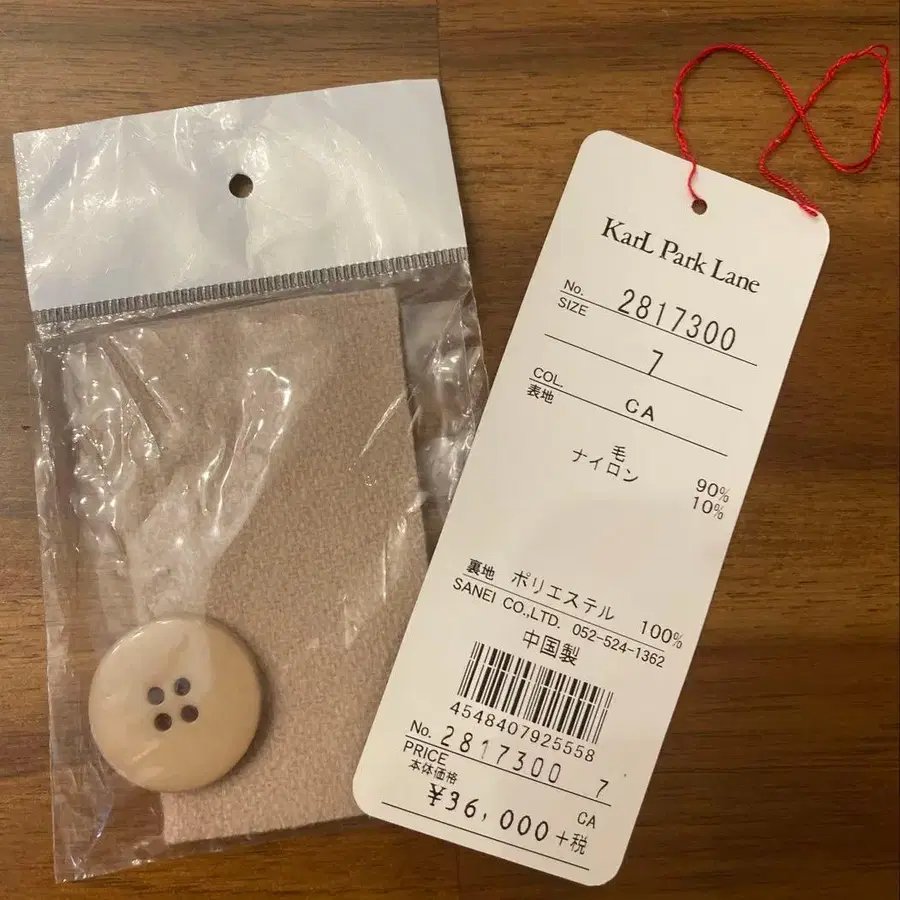 KarL Park Lane
No. 2817300
SIZE 7
COL. CA
表地
毛 90%
ナイロン 10%
裏地 ポリエステル 100%
SANEI CO.,LTD. 052-524-1362
中国製
4548407925558
No. 2817300 7
PRICE CA
本体価格
¥36,000+税